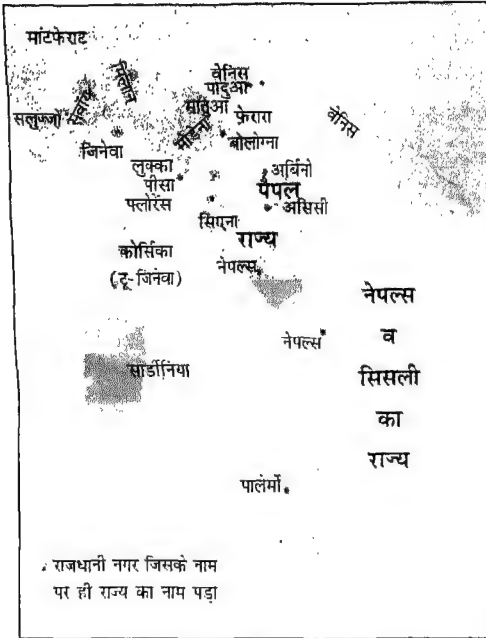 मांटफेराट
मिलान
वेनिस
पादुआ
सलुज्जो
मांतुआ
फ़ेरारा
वेनिस
मोडेना
जिनेवा
बोलोग्ना
लुक्का
पीसा
अर्बिनो
पैपल
फ्लोरेंस
असिसी
सिएना
राज्य
कोर्सिका
नेपल्स
(टू-जिनेवा)
नेपल्स
नेपल्स
व
सिसली
का
राज्य
सार्डीनिया
पालेर्मो
राजधानी नगर जिसके नाम
पर ही राज्य का नाम पड़ा